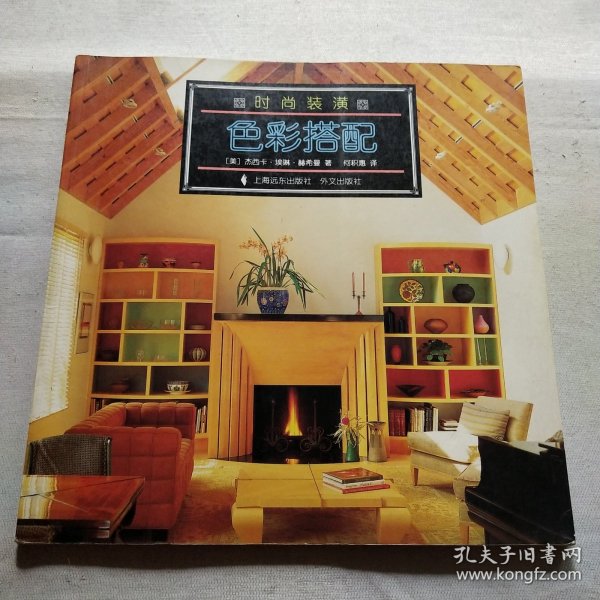 时尚装潢
色彩搭配
[美] 杰西卡·埃琳·赫希曼 著 何积惠 译
上海远东出版社 外文出版社
孔夫子旧书网
www.kongfz.com